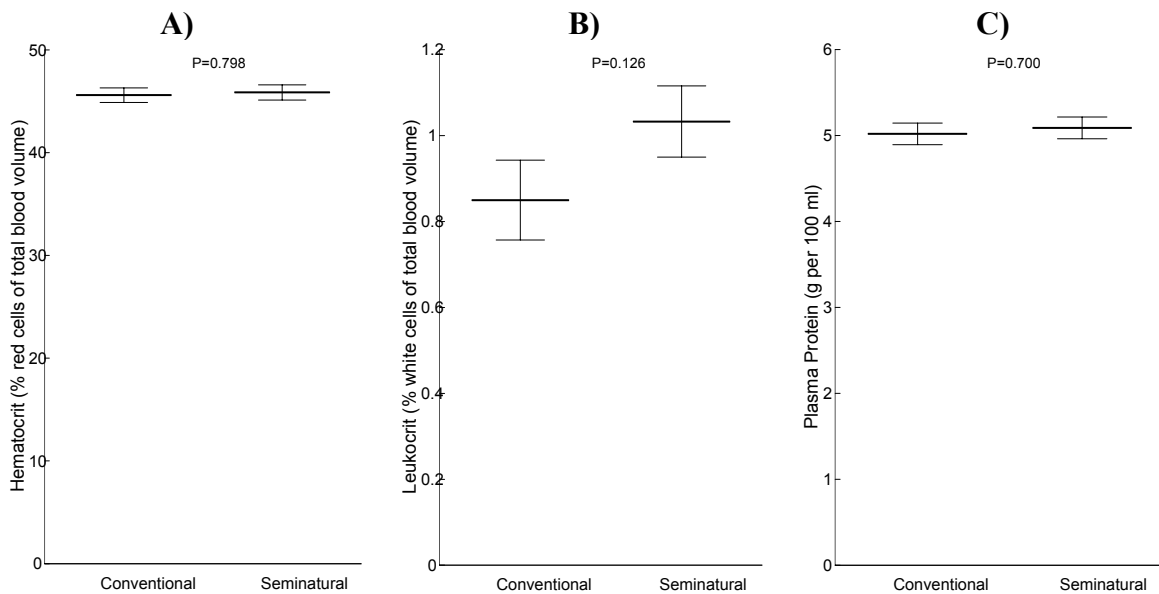 A)
P=0.798
Hematocrit (% red cells of total blood volume)
50
40
30
20
10
0
Conventional Seminatural
B)
P=0.126
Leukocrit (% white cells of total blood volume)
1.2
1
0.8
0.6
0.4
0.2
0
Conventional Seminatural
C)
P=0.700
Plasma Protein (g per 100 ml)
6
5
4
3
2
1
0
Conventional Seminatural